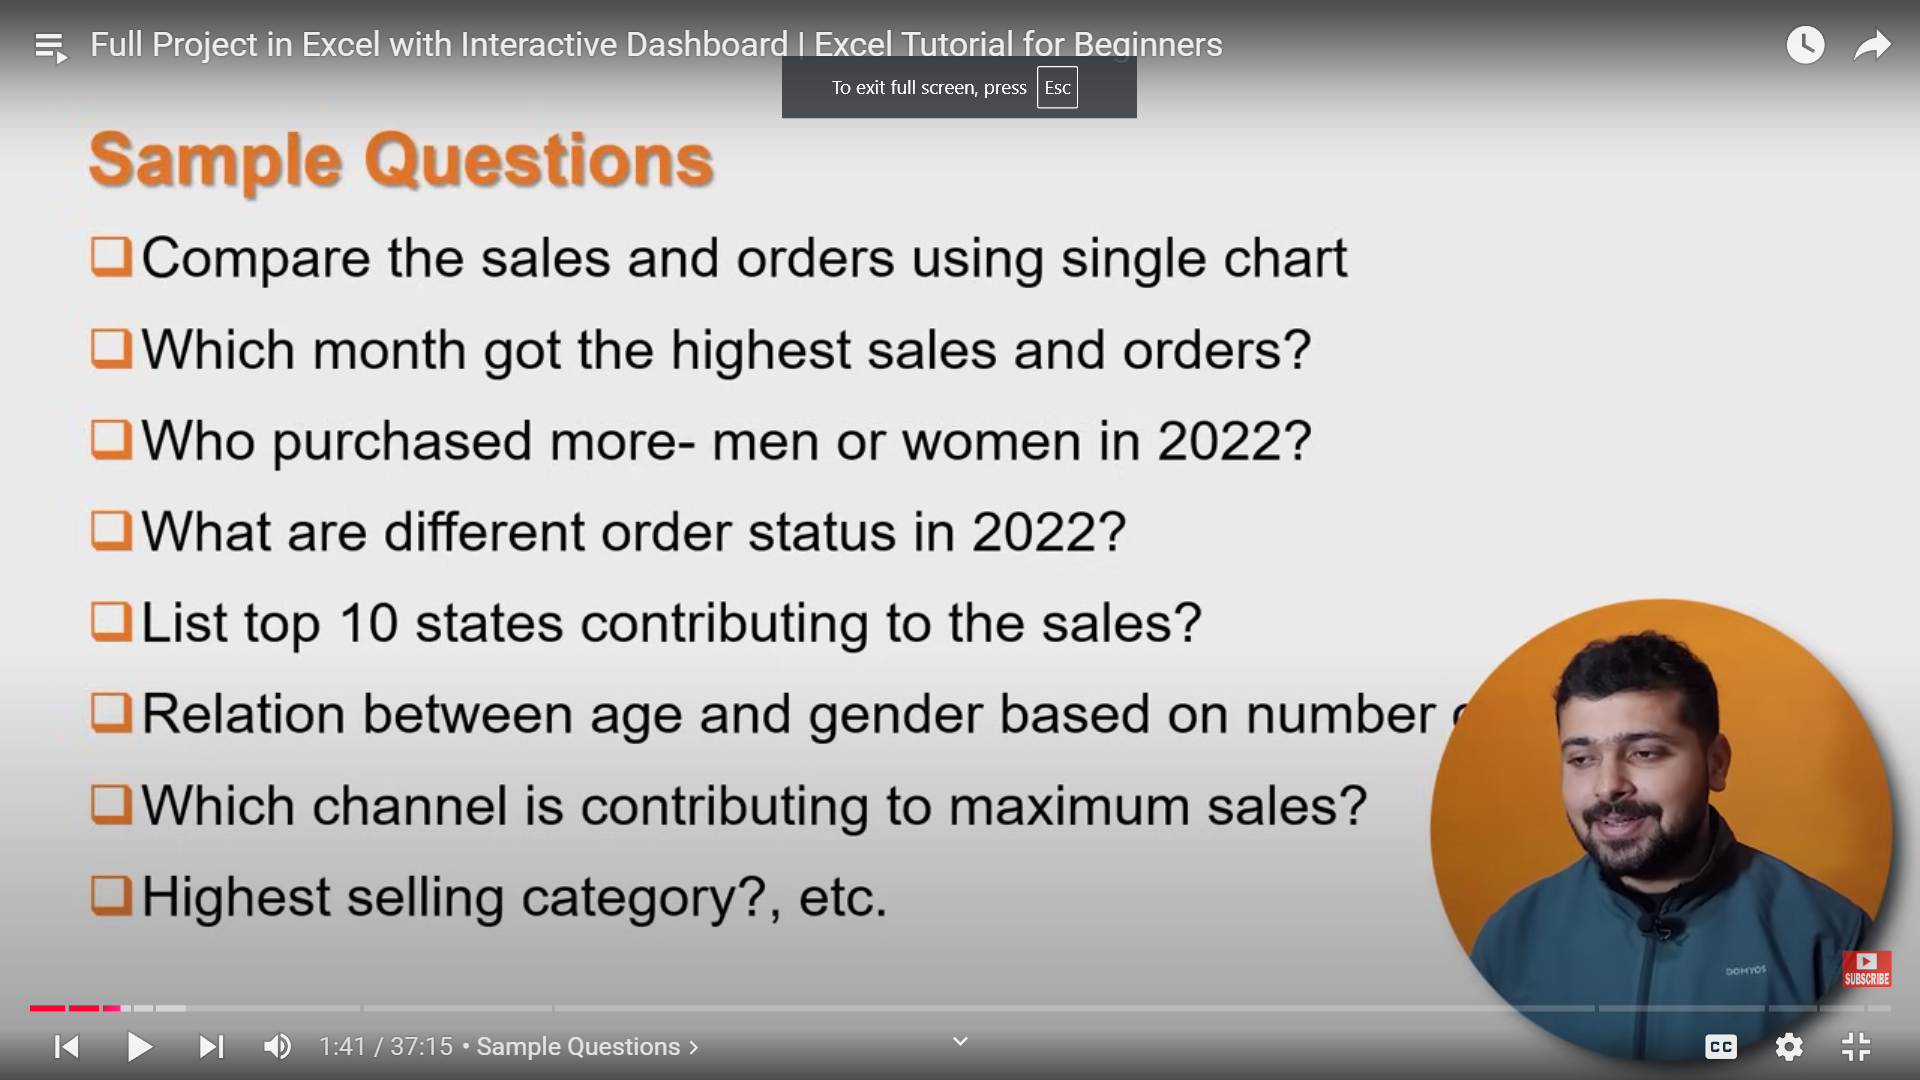 Full Project in Excel with Interactive Dashboard | Excel Tutorial for Beginners
To exit full screen, press Esc
Sample Questions
Compare the sales and orders using single chart
Which month got the highest sales and orders?
Who purchased more- men or women in 2022?
What are different order status in 2022?
List top 10 states contributing to the sales?
Relation between age and gender based on number
Which channel is contributing to maximum sales?
Highest selling category?, etc.
DOMYOS
SUBSCRIBE
1:41 / 37:15 • Sample Questions >
CC